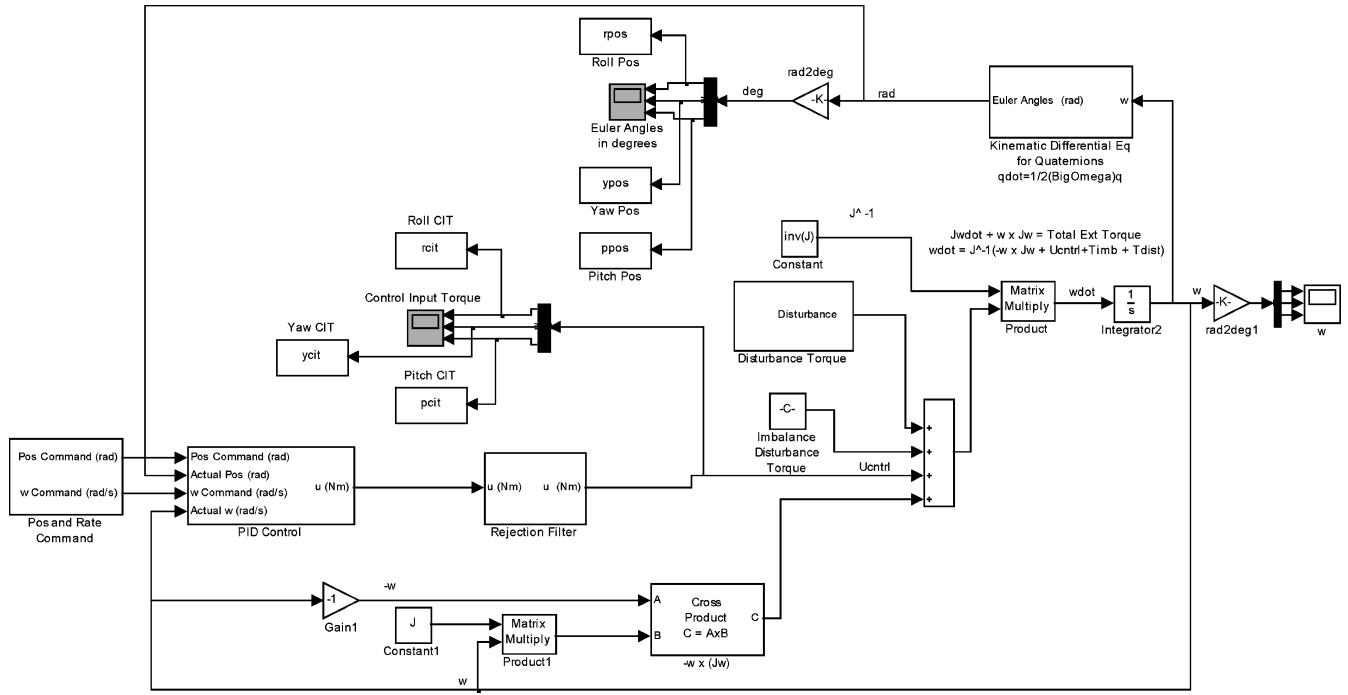 rpos
Roll Pos
Euler Angles
in degrees
ypos
Yaw Pos
ppos
Pitch Pos
deg
rad2deg
-K-
rad
Euler Angles (rad)
w
Kinematic Differential Eq
for Quaternions
qdot=1/2(BigOmega)q
Roll CIT
rcit
Control Input Torque
Yaw CIT
ycit
Pitch CIT
pcit
J^ -1
inv(J)
Constant
Jwdot + w x Jw = Total Ext Torque
wdot = J^-1(-w x Jw + Ucntrl+Timb + Tdist)
Matrix
Multiply
Product
wdot
1
s
Integrator2
w
-K-
rad2deg1
w
Disturbance
Disturbance Torque
-C-
Imbalance
Disturbance
Torque
Ucntrl
+
+
+
+
Pos Command (rad)
w Command (rad/s)
Pos and Rate
Command
Pos Command (rad)
Actual Pos (rad)
w Command (rad/s)
Actual w (rad/s)
u (Nm)
PID Control
u (Nm)
u (Nm)
Rejection Filter
-1
Gain1
-w
J
Constant1
Matrix
Multiply
Product1
A
B
Cross
Product
C = AxB
C
-w x (Jw)
w